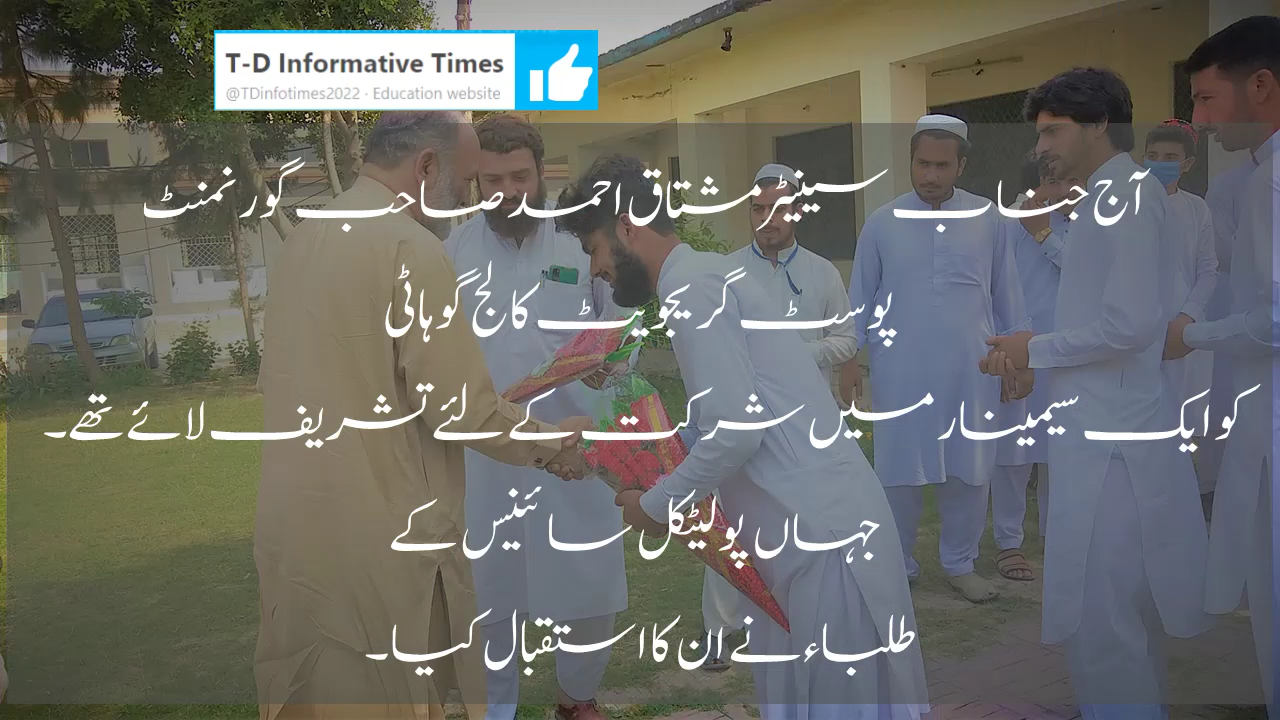 T-D Informative Times
@TDinfotimes2022 · Education website
آج جناب سینیٹر مشتاق احمد صاحب گورنمنٹ
پوسٹ گریجویٹ کالج گوہاٹی
کو ایک سیمینار میں شرکت کے لئے تشریف لائے تھے۔
جہاں پولیٹکل سائنیس کے
طلباء نے ان کا استقبال کیا۔